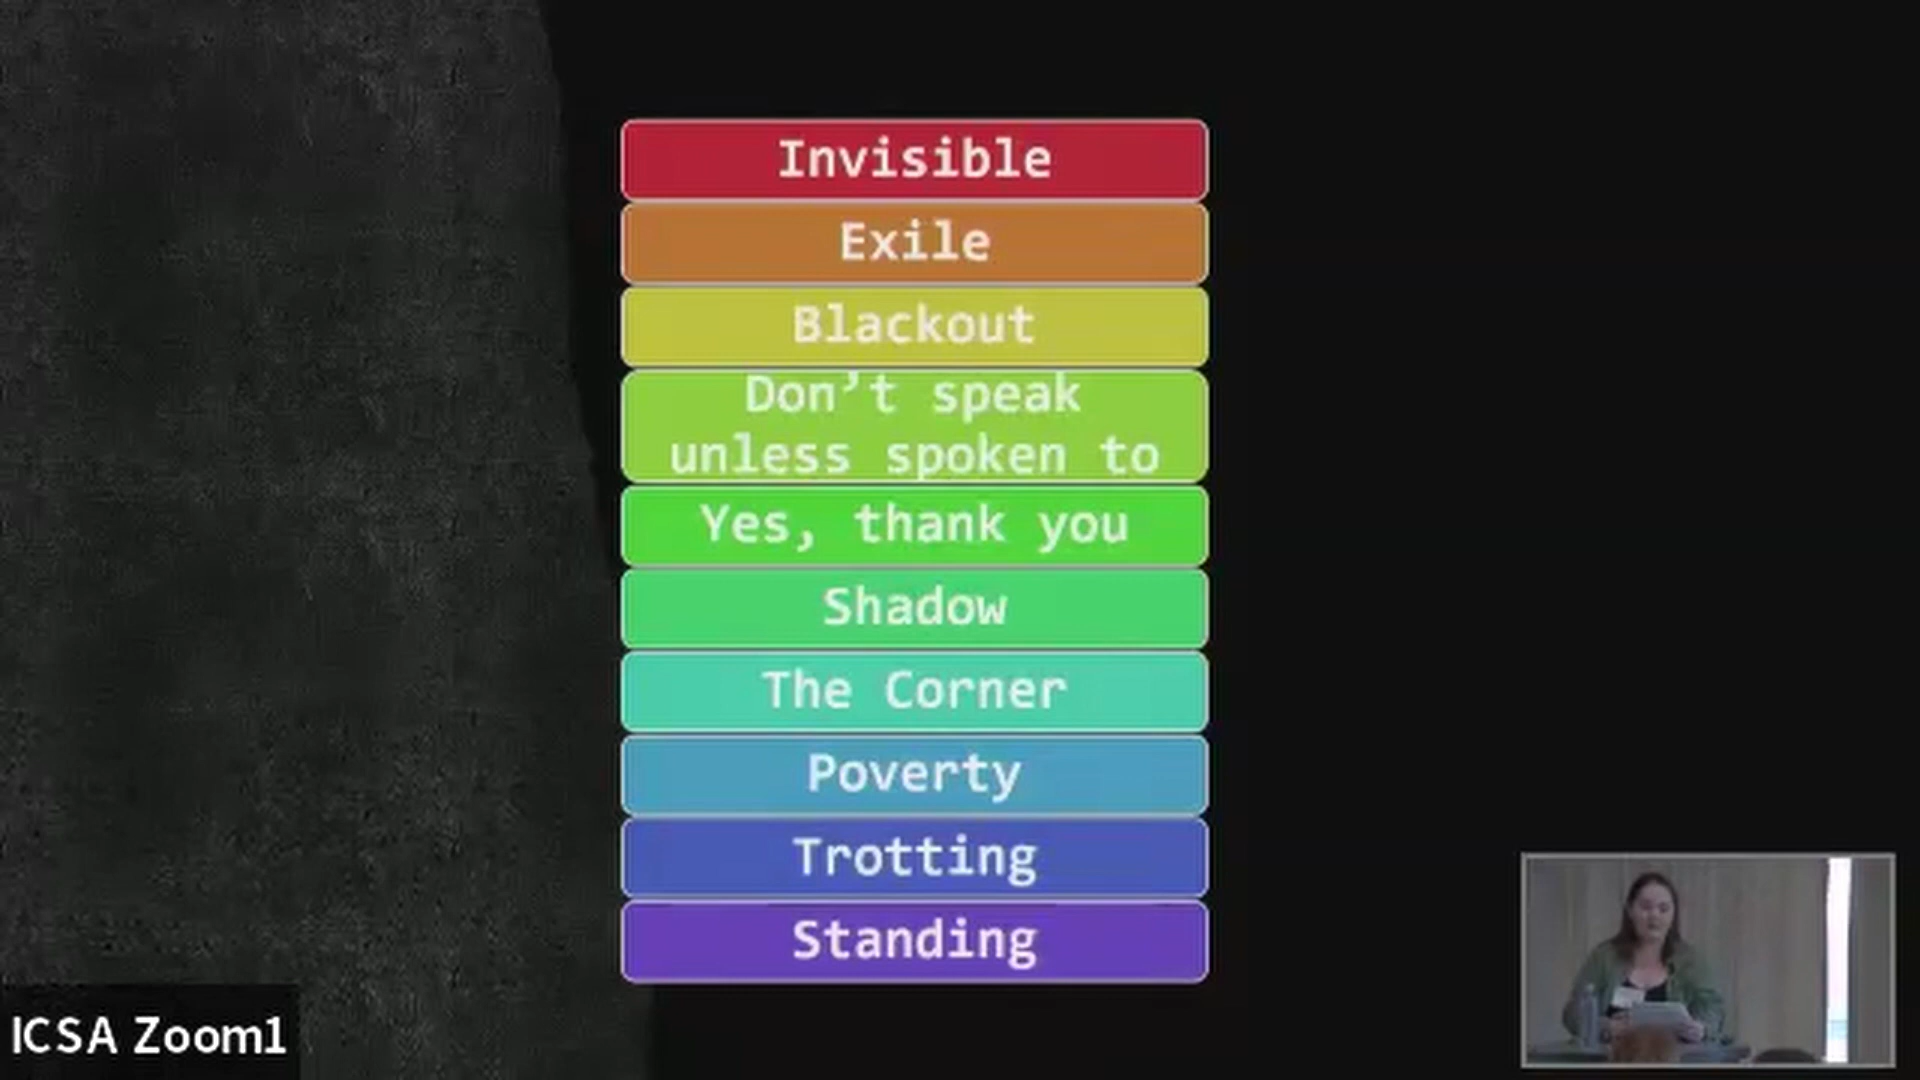 Invisible
Exile
Blackout
Don't speak
unless spoken to
Yes, thank you
Shadow
The Corner
Poverty
Trotting
Standing
ICSA Zoom1